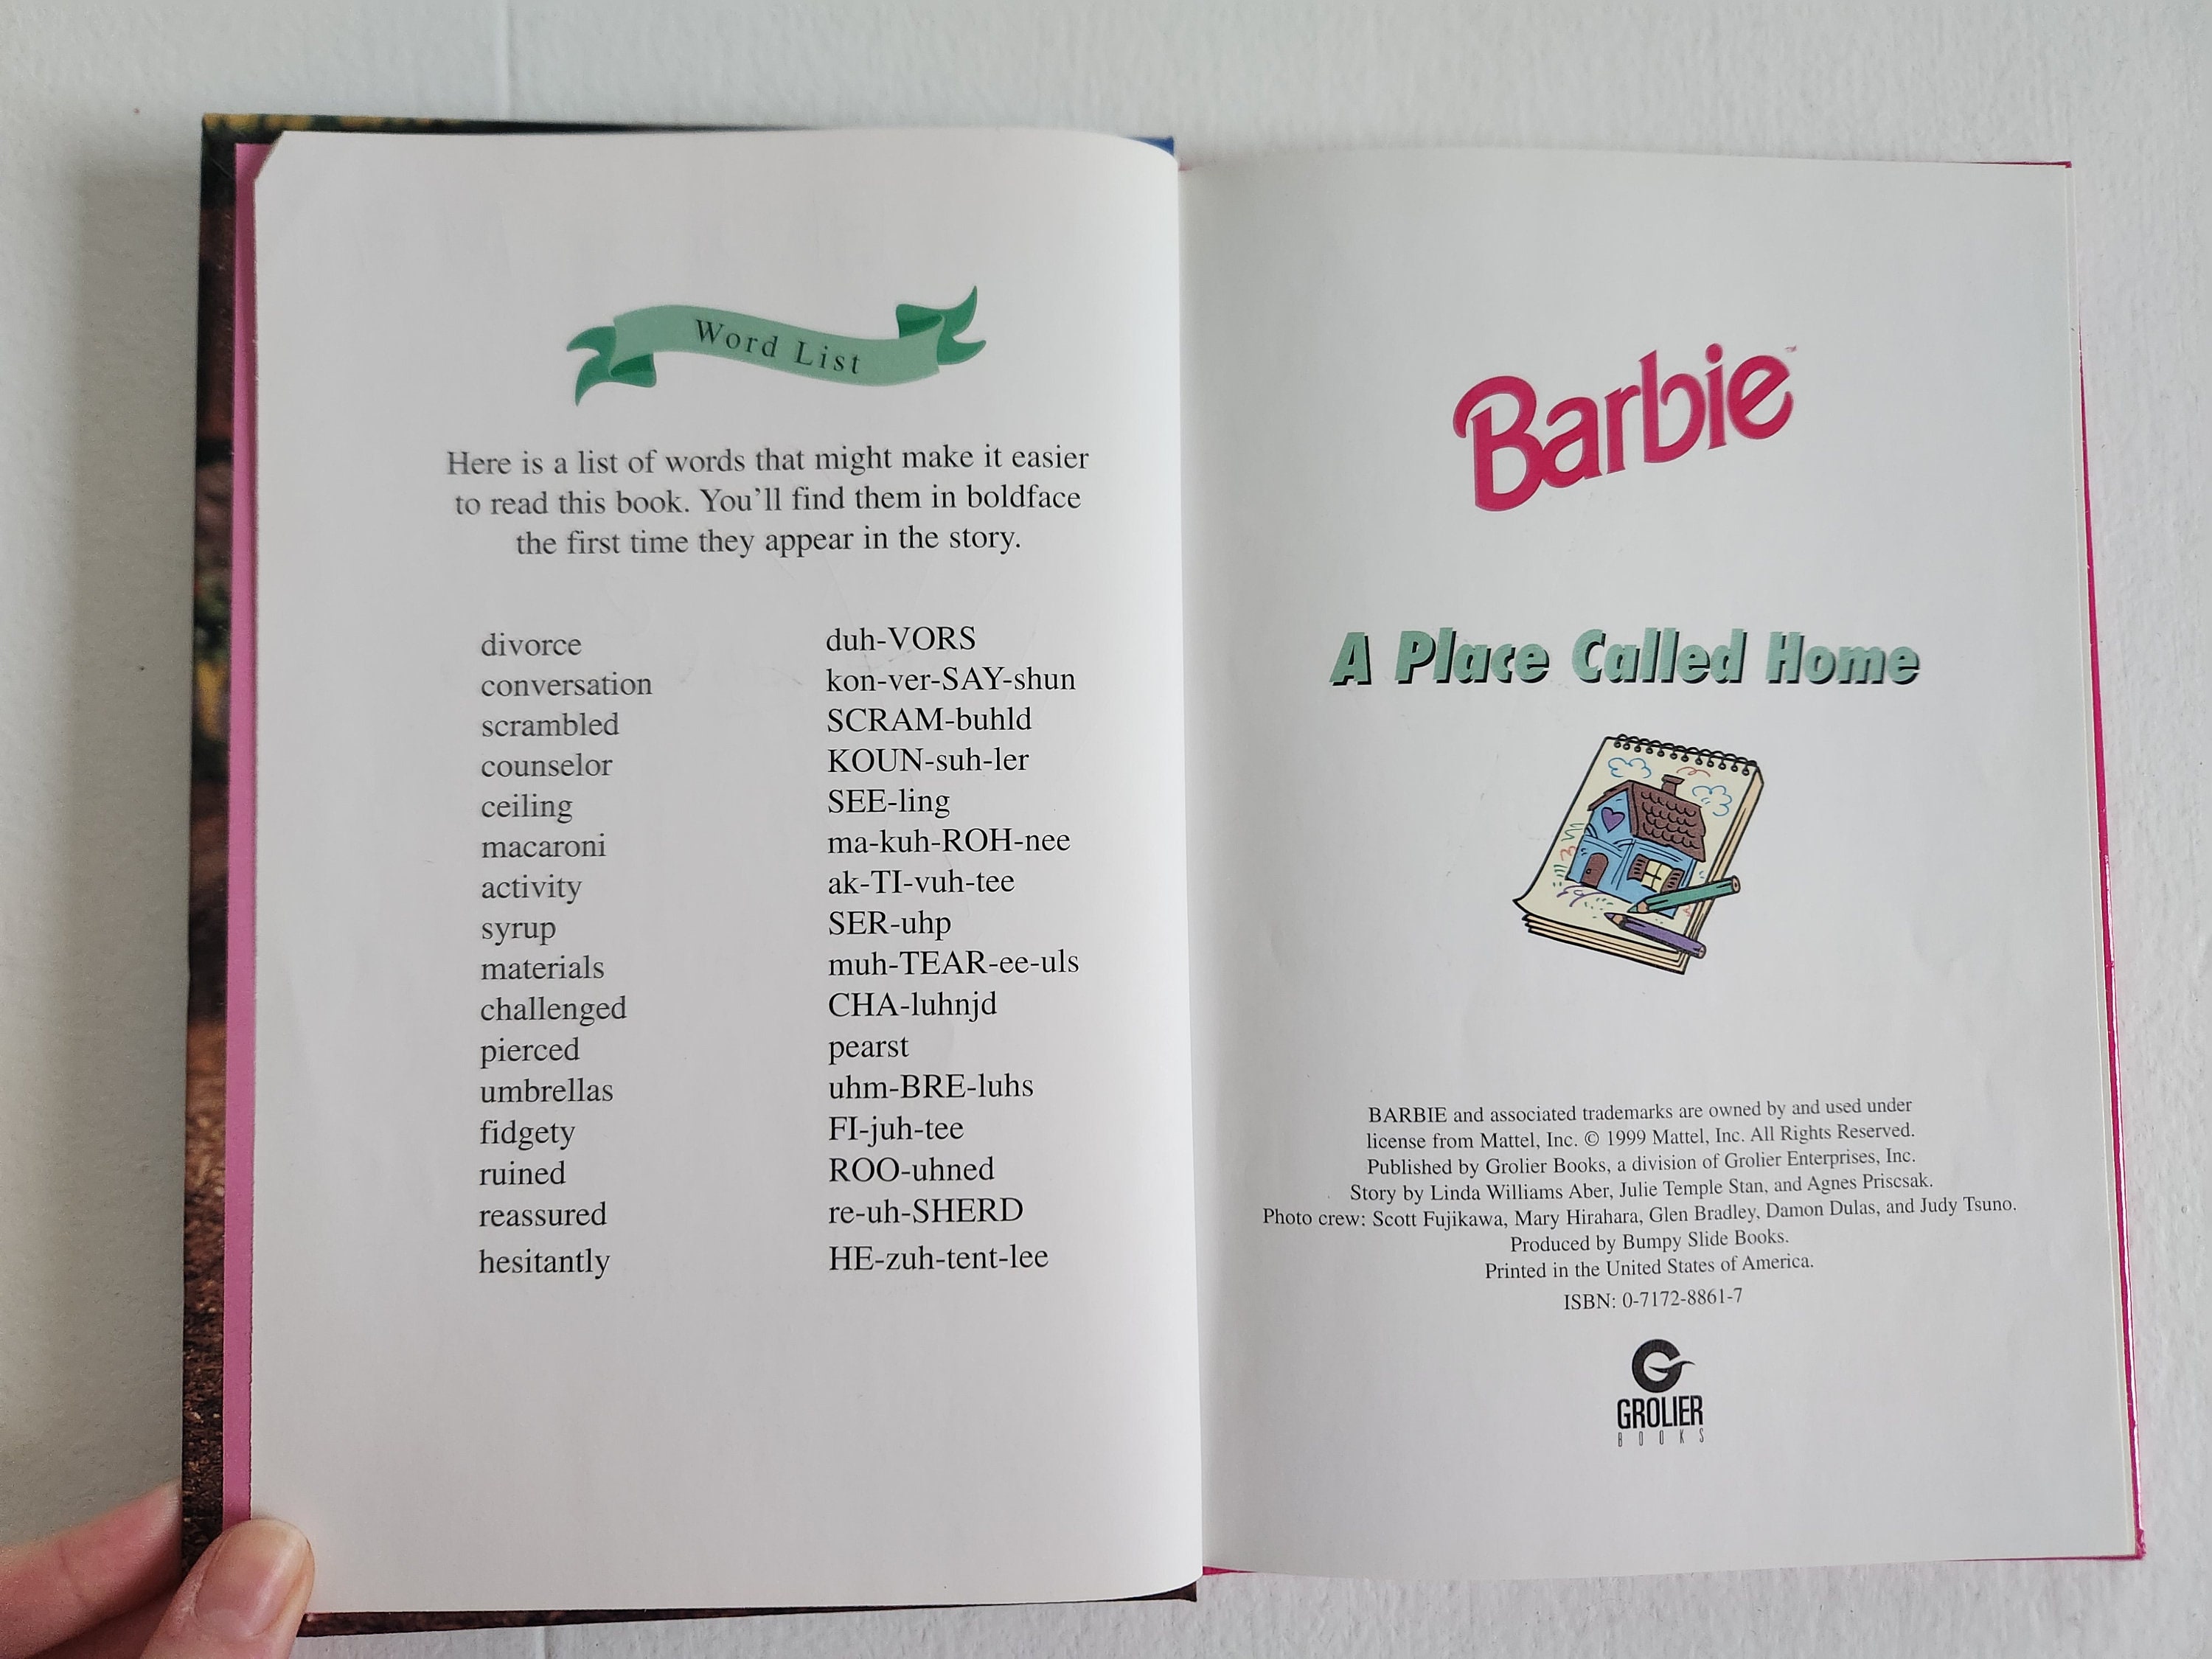 Word List
Here is a list of words that might make it easier
to read this book. You'll find them in boldface
the first time they appear in the story.
divorce duh-VORS
conversation kon-ver-SAY-shun
scrambled SCRAM-buhld
counselor KOUN-suh-ler
ceiling SEE-ling
macaroni ma-kuh-ROH-nee
activity ak-TI-vuh-tee
syrup SER-uhp
materials muh-TEAR-ee-uls
challenged CHA-luhnjd
pierced pearst
umbrellas uhm-BRE-luhs
fidgety FI-juh-tee
ruined ROO-uhned
reassured re-uh-SHERD
hesitantly HE-zuh-tent-lee
Barbie™
A Place Called Home
BARBIE and associated trademarks are owned by and used under
license from Mattel, Inc. © 1999 Mattel, Inc. All Rights Reserved.
Published by Grolier Books, a division of Grolier Enterprises, Inc.
Story by Linda Williams Aber, Julie Temple Stan, and Agnes Priscsak.
Photo crew: Scott Fujikawa, Mary Hirahara, Glen Bradley, Damon Dulas, and Judy Tsuno.
Produced by Bumpy Slide Books.
Printed in the United States of America.
ISBN: 0-7172-8861-7
GROLIER
BOOKS